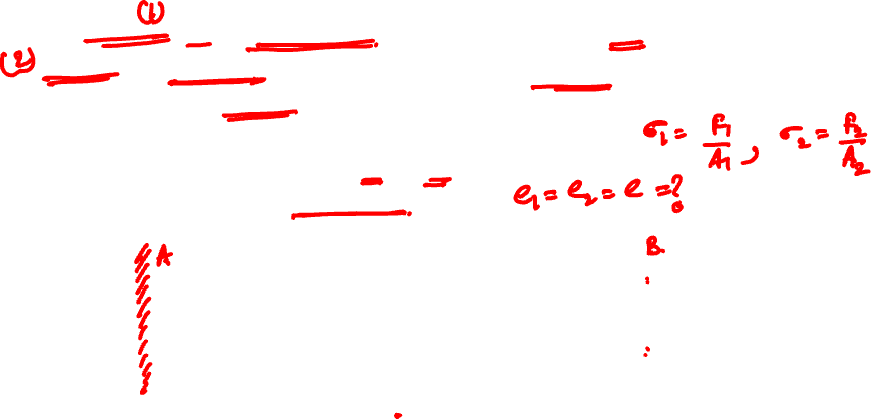 (1)
(2)
σ₁ = F₁/A₁, σ₂ = F₂/A₂
e₁ = e₂ = e = ?
A
B.